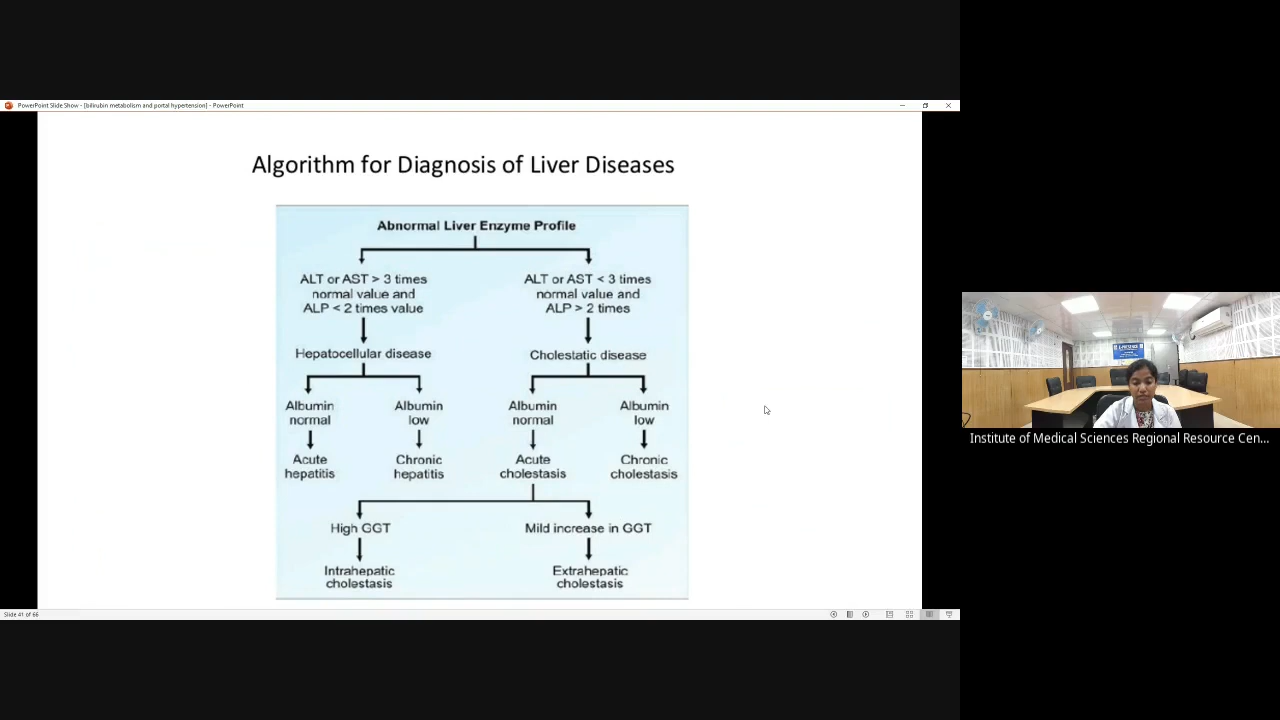 PowerPoint Slide Show - [bilirubin metabolism and portal hypertension] - PowerPoint
Algorithm for Diagnosis of Liver Diseases
Abnormal Liver Enzyme Profile
ALT or AST > 3 times
normal value and
ALP < 2 times value
ALT or AST < 3 times
normal value and
ALP > 2 times
Hepatocellular disease
Cholestatic disease
Albumin
normal
Albumin
low
Albumin
normal
Albumin
low
Acute
hepatitis
Chronic
hepatitis
Acute
cholestasis
Chronic
cholestasis
High GGT
Mild increase in GGT
Intrahepatic
cholestasis
Extrahepatic
cholestasis
Slide 41 of 66
Institute of Medical Sciences Regional Resource Cen...